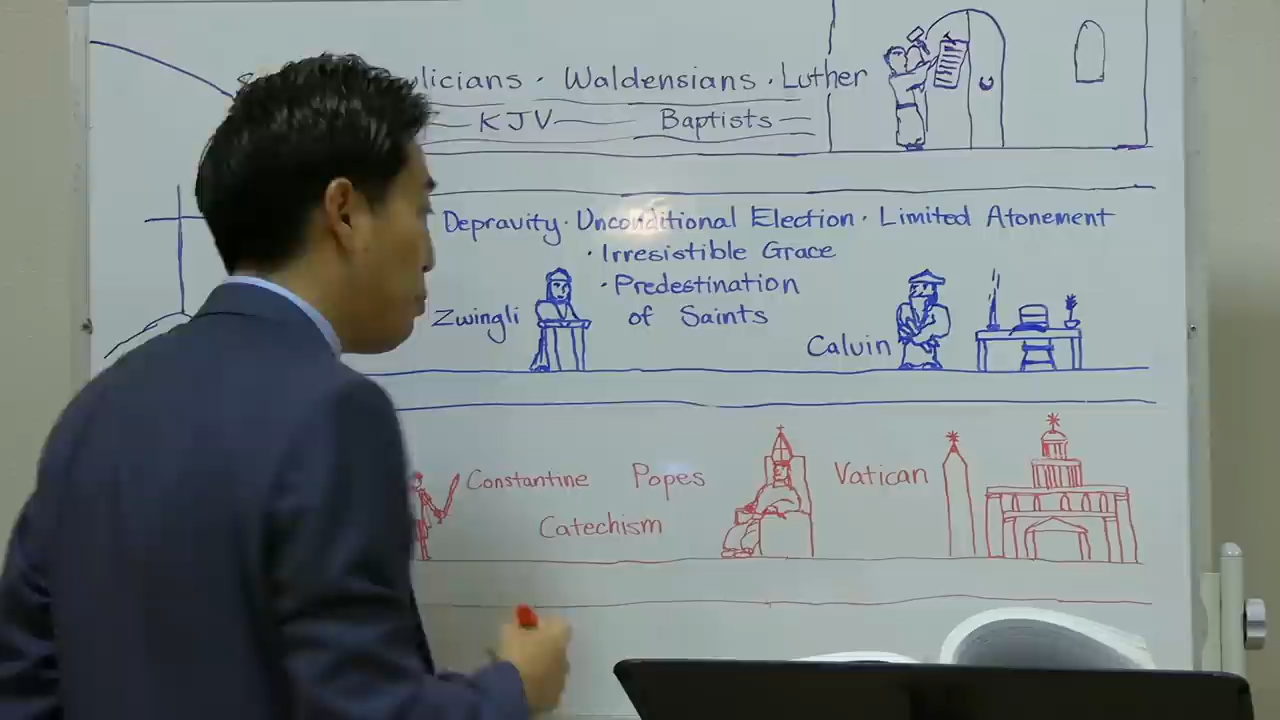 · Waldensians · Luther
KJV Baptists
Depravity · Unconditional Election · Limited Atonement
· Irresistible Grace
· Predestination
of Saints
Zwingli
Calvin
Constantine Popes Vatican
Catechism